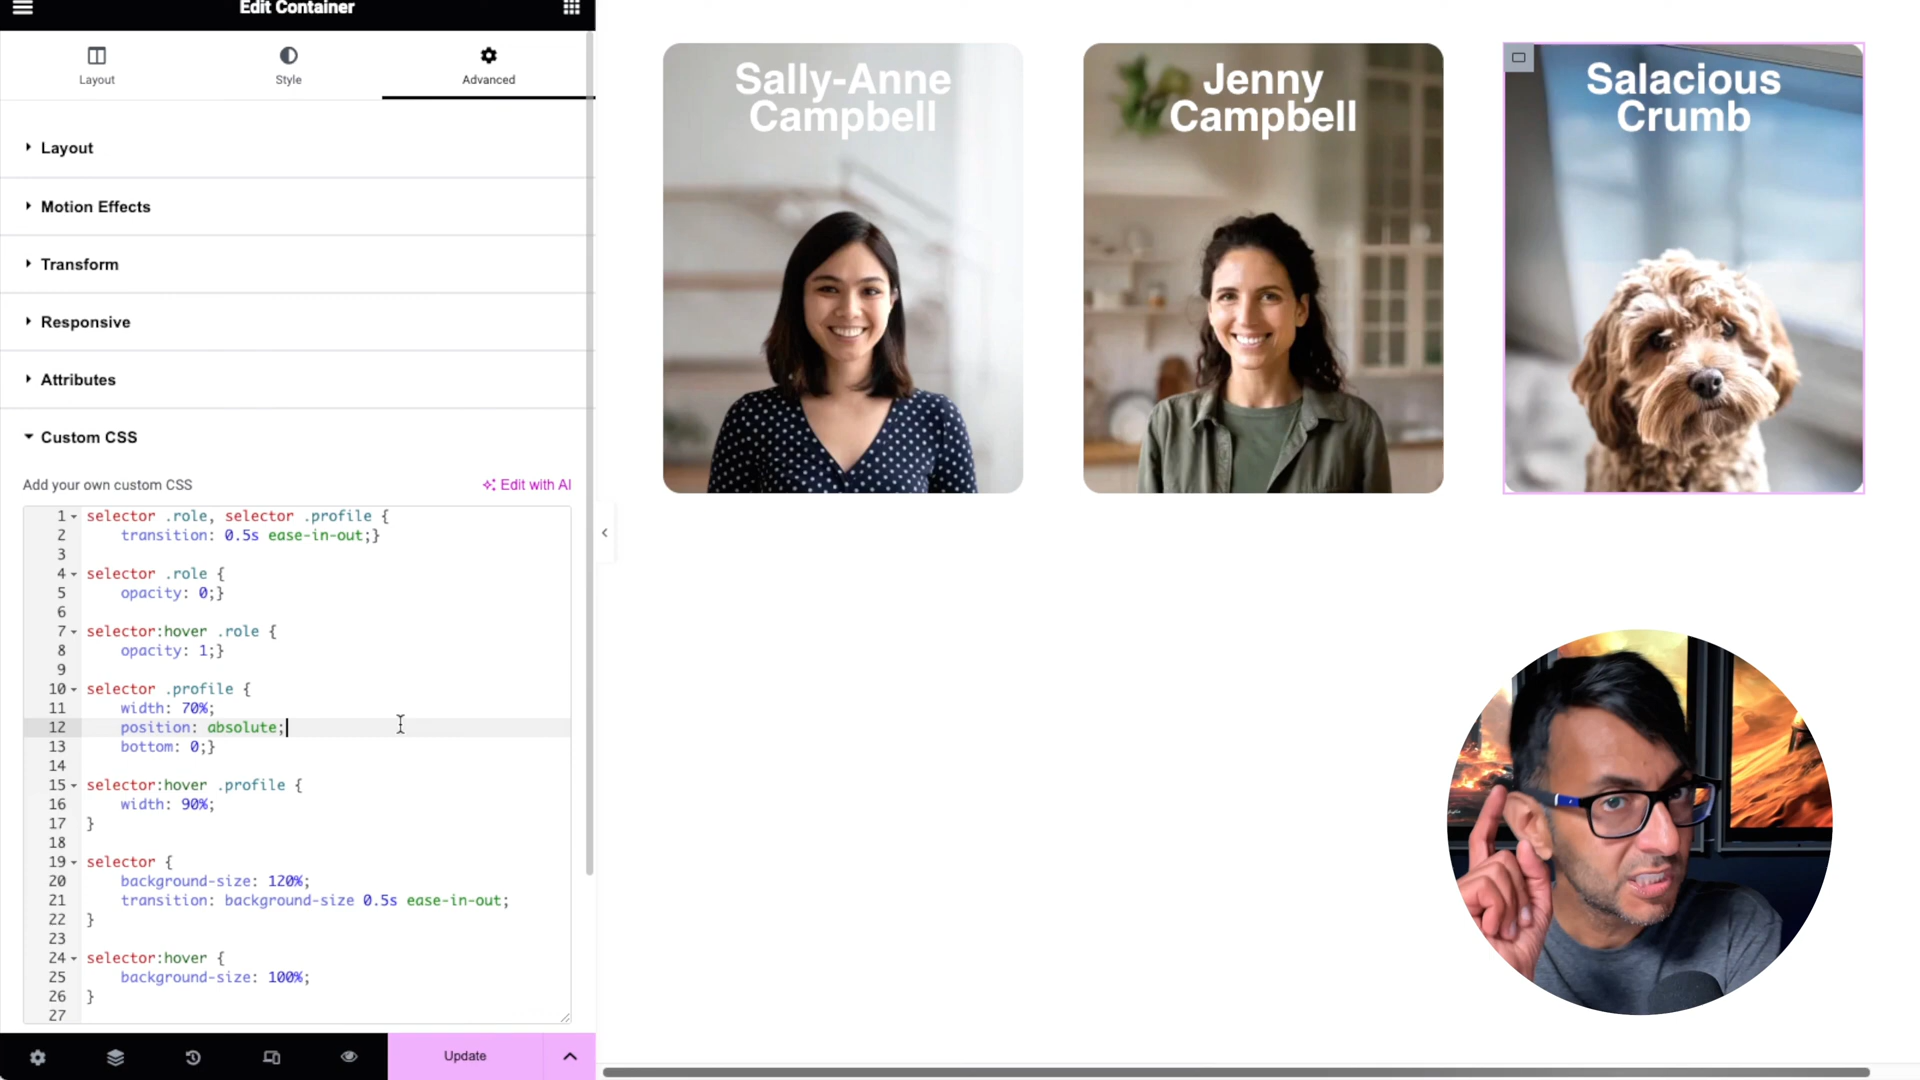 Edit Container
Layout
Style
Advanced
Layout
Motion Effects
Transform
Responsive
Attributes
Custom CSS
Add your own custom CSS
Edit with AI
1 selector .role, selector .profile {
2 transition: 0.5s ease-in-out;}
3
4 selector .role {
5 opacity: 0;}
6
7 selector:hover .role {
8 opacity: 1;}
9
10 selector .profile {
11 width: 70%;
12 position: absolute;
13 bottom: 0;}
14
15 selector:hover .profile {
16 width: 90%;
17 }
18
19 selector {
20 background-size: 120%;
21 transition: background-size 0.5s ease-in-out;
22 }
23
24 selector:hover {
25 background-size: 100%;
26 }
27
Update
Sally-Anne
Campbell
Jenny
Campbell
Salacious
Crumb